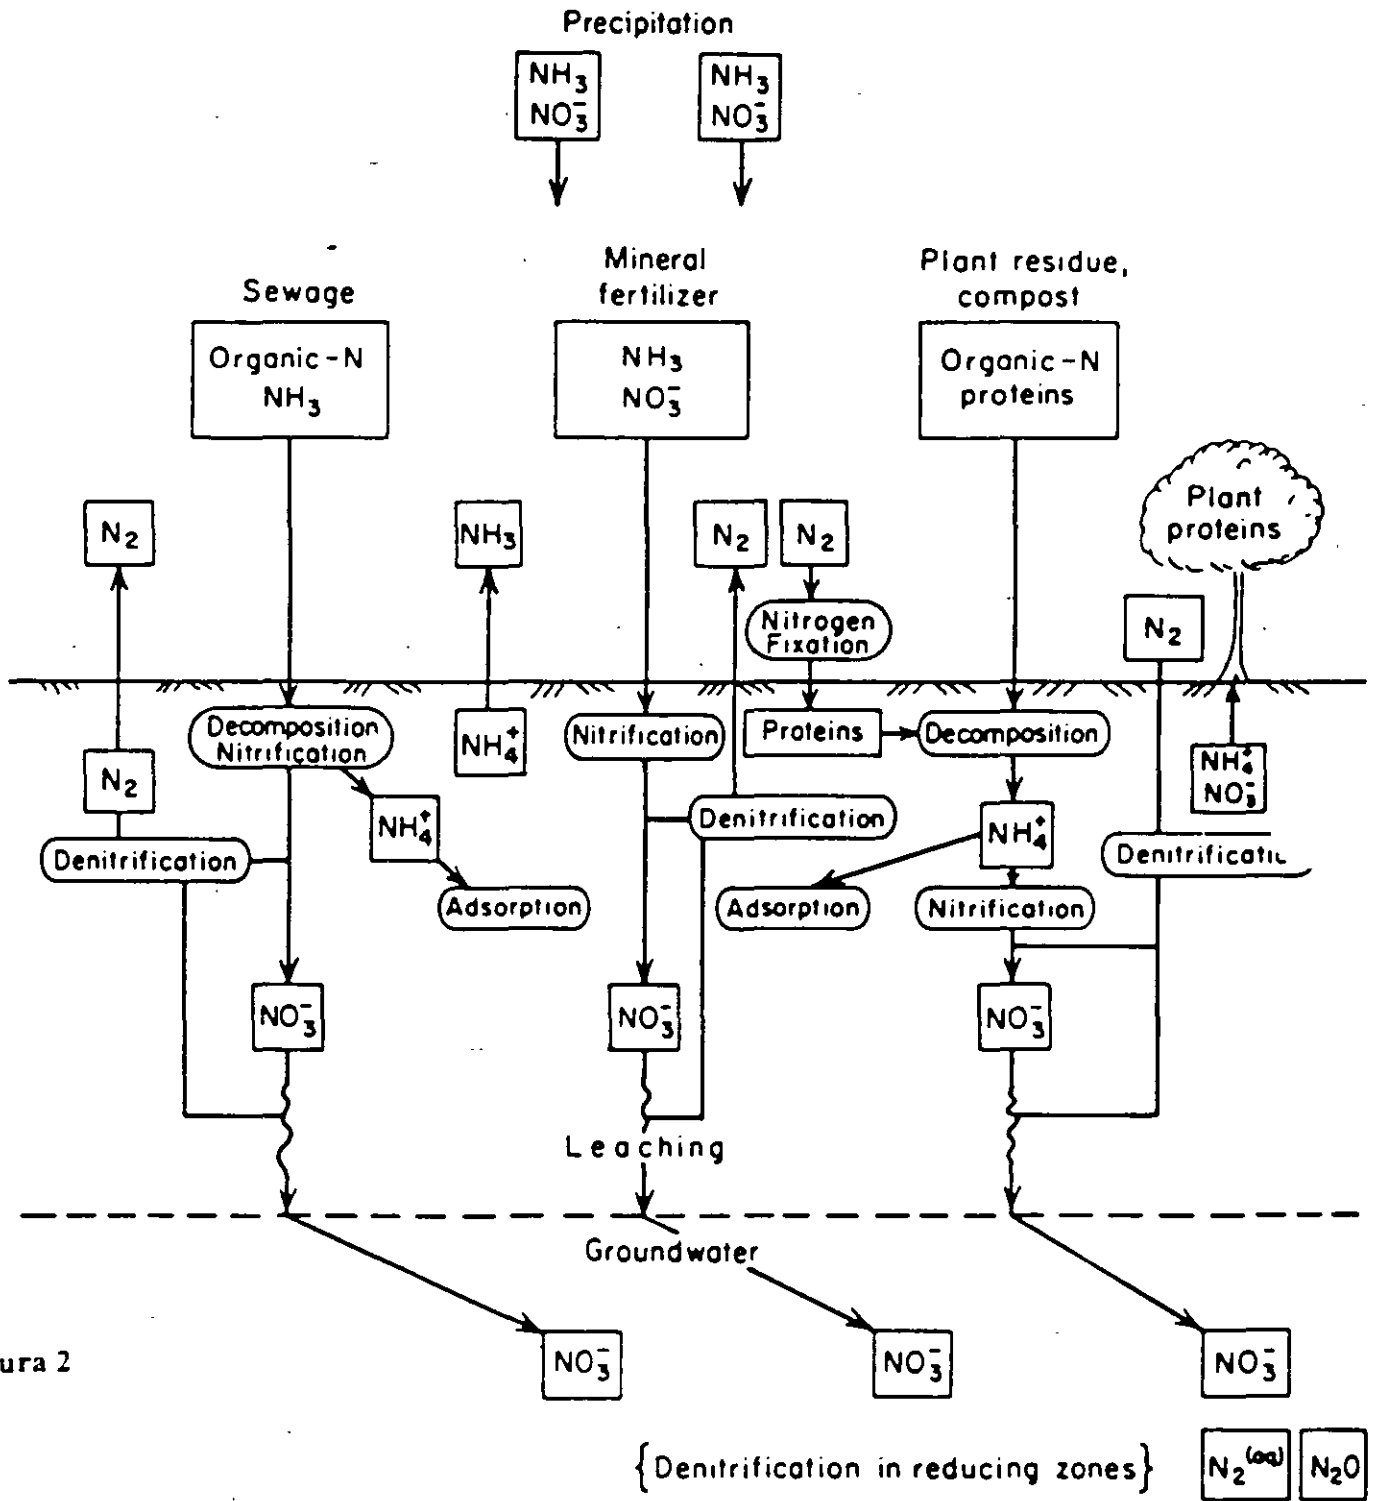 Precipitation
NH₃
NO₃⁻
NH₃
NO₃⁻
Sewage
Organic-N
NH₃
Mineral
fertilizer
NH₃
NO₃⁻
Plant residue,
compost
Organic-N
proteins
N₂
NH₃
N₂
N₂
Nitrogen
Fixation
Plant
proteins
N₂
Decomposition
Nitrification
NH₄⁺
Nitrification
Proteins
Decomposition
NH₄⁺
NO₃⁻
N₂
NH₄⁺
Denitrification
NH₄⁺
Denitrification
Denitrificatic
Adsorption
Adsorption
Nitrification
NO₃⁻
NO₃⁻
NO₃⁻
Leaching
Groundwater
NO₃⁻
NO₃⁻
NO₃⁻
ura 2
{Denitrification in reducing zones}
N₂(aq)
N₂O